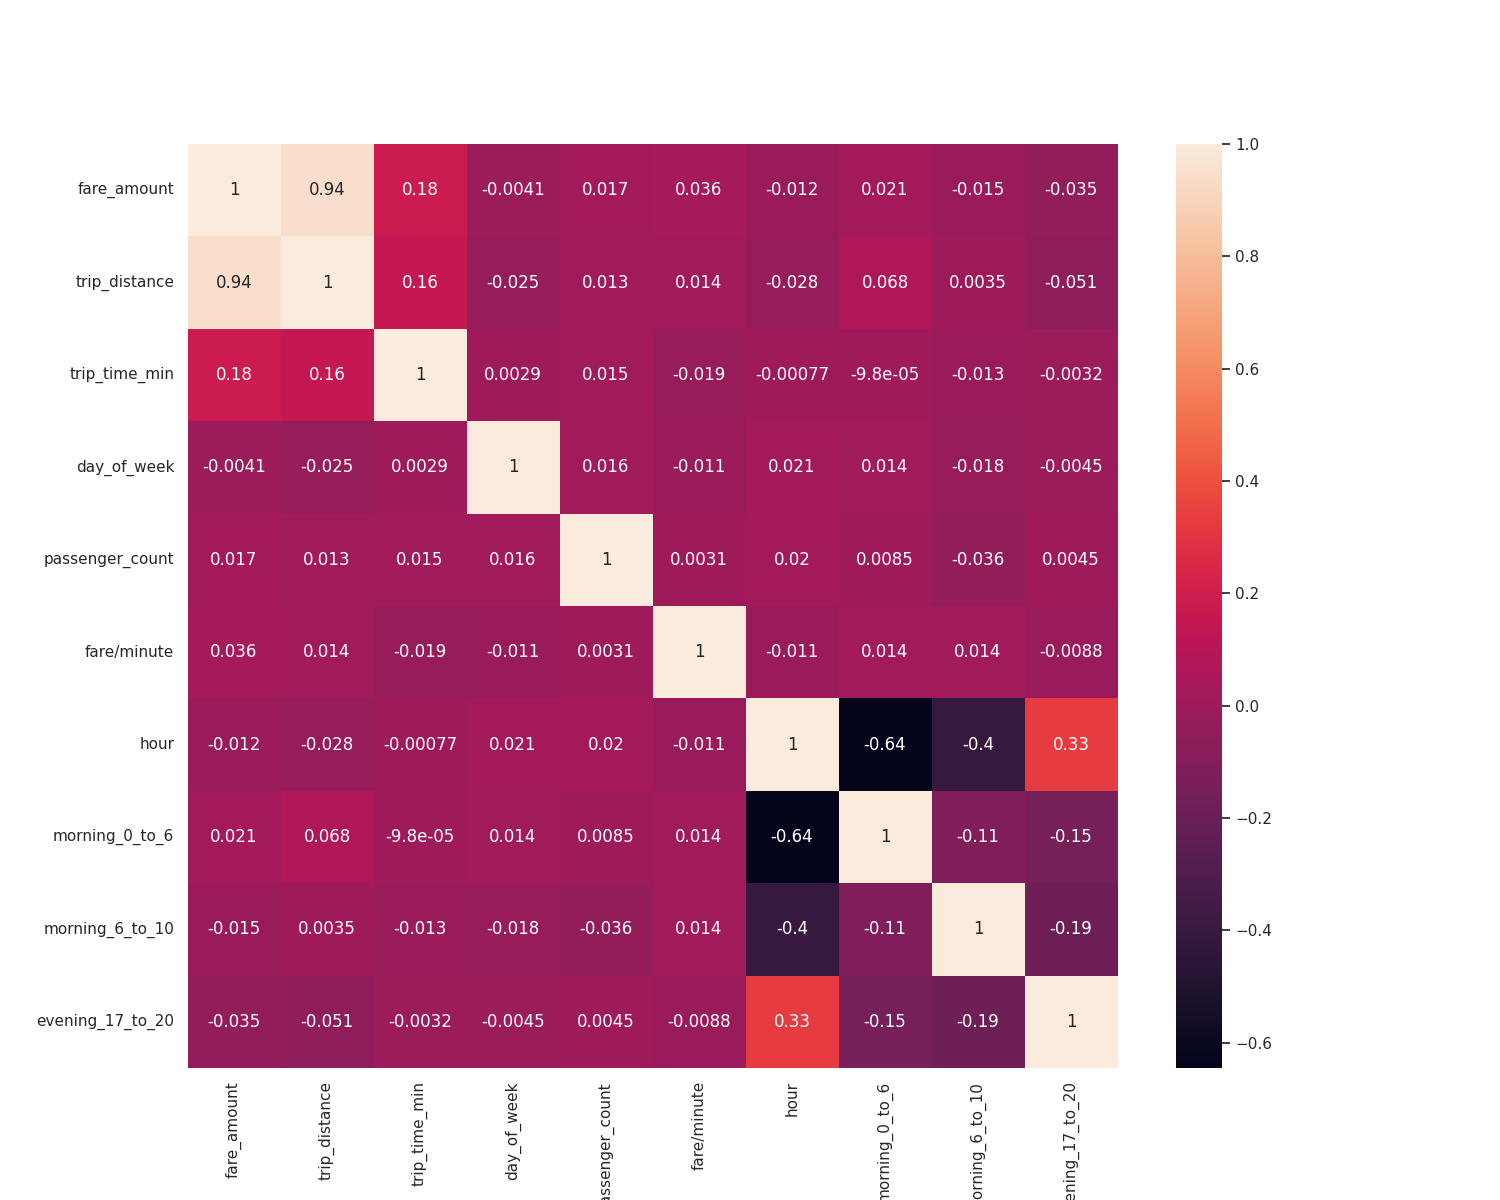 fare_amount 1 0.94 0.18 -0.0041 0.017 0.036 -0.012 0.021 -0.015 -0.035
trip_distance 0.94 1 0.16 -0.025 0.013 0.014 -0.028 0.068 0.0035 -0.051
trip_time_min 0.18 0.16 1 0.0029 0.015 -0.019 -0.00077 -9.8e-05 -0.013 -0.0032
day_of_week -0.0041 -0.025 0.0029 1 0.016 -0.011 0.021 0.014 -0.018 -0.0045
passenger_count 0.017 0.013 0.015 0.016 1 0.0031 0.02 0.0085 -0.036 0.0045
fare/minute 0.036 0.014 -0.019 -0.011 0.0031 1 -0.011 0.014 0.014 -0.0088
hour -0.012 -0.028 -0.00077 0.021 0.02 -0.011 1 -0.64 -0.4 0.33
morning_0_to_6 0.021 0.068 -9.8e-05 0.014 0.0085 0.014 -0.64 1 -0.11 -0.15
morning_6_to_10 -0.015 0.0035 -0.013 -0.018 -0.036 0.014 -0.4 -0.11 1 -0.19
evening_17_to_20 -0.035 -0.051 -0.0032 -0.0045 0.0045 -0.0088 0.33 -0.15 -0.19 1
fare_amount
trip_distance
trip_time_min
day_of_week
assenger_count
fare/minute
hour
morning_0_to_6
orning_6_to_10
ening_17_to_20
1.0
0.8
0.6
0.4
0.2
0.0
−0.2
−0.4
−0.6